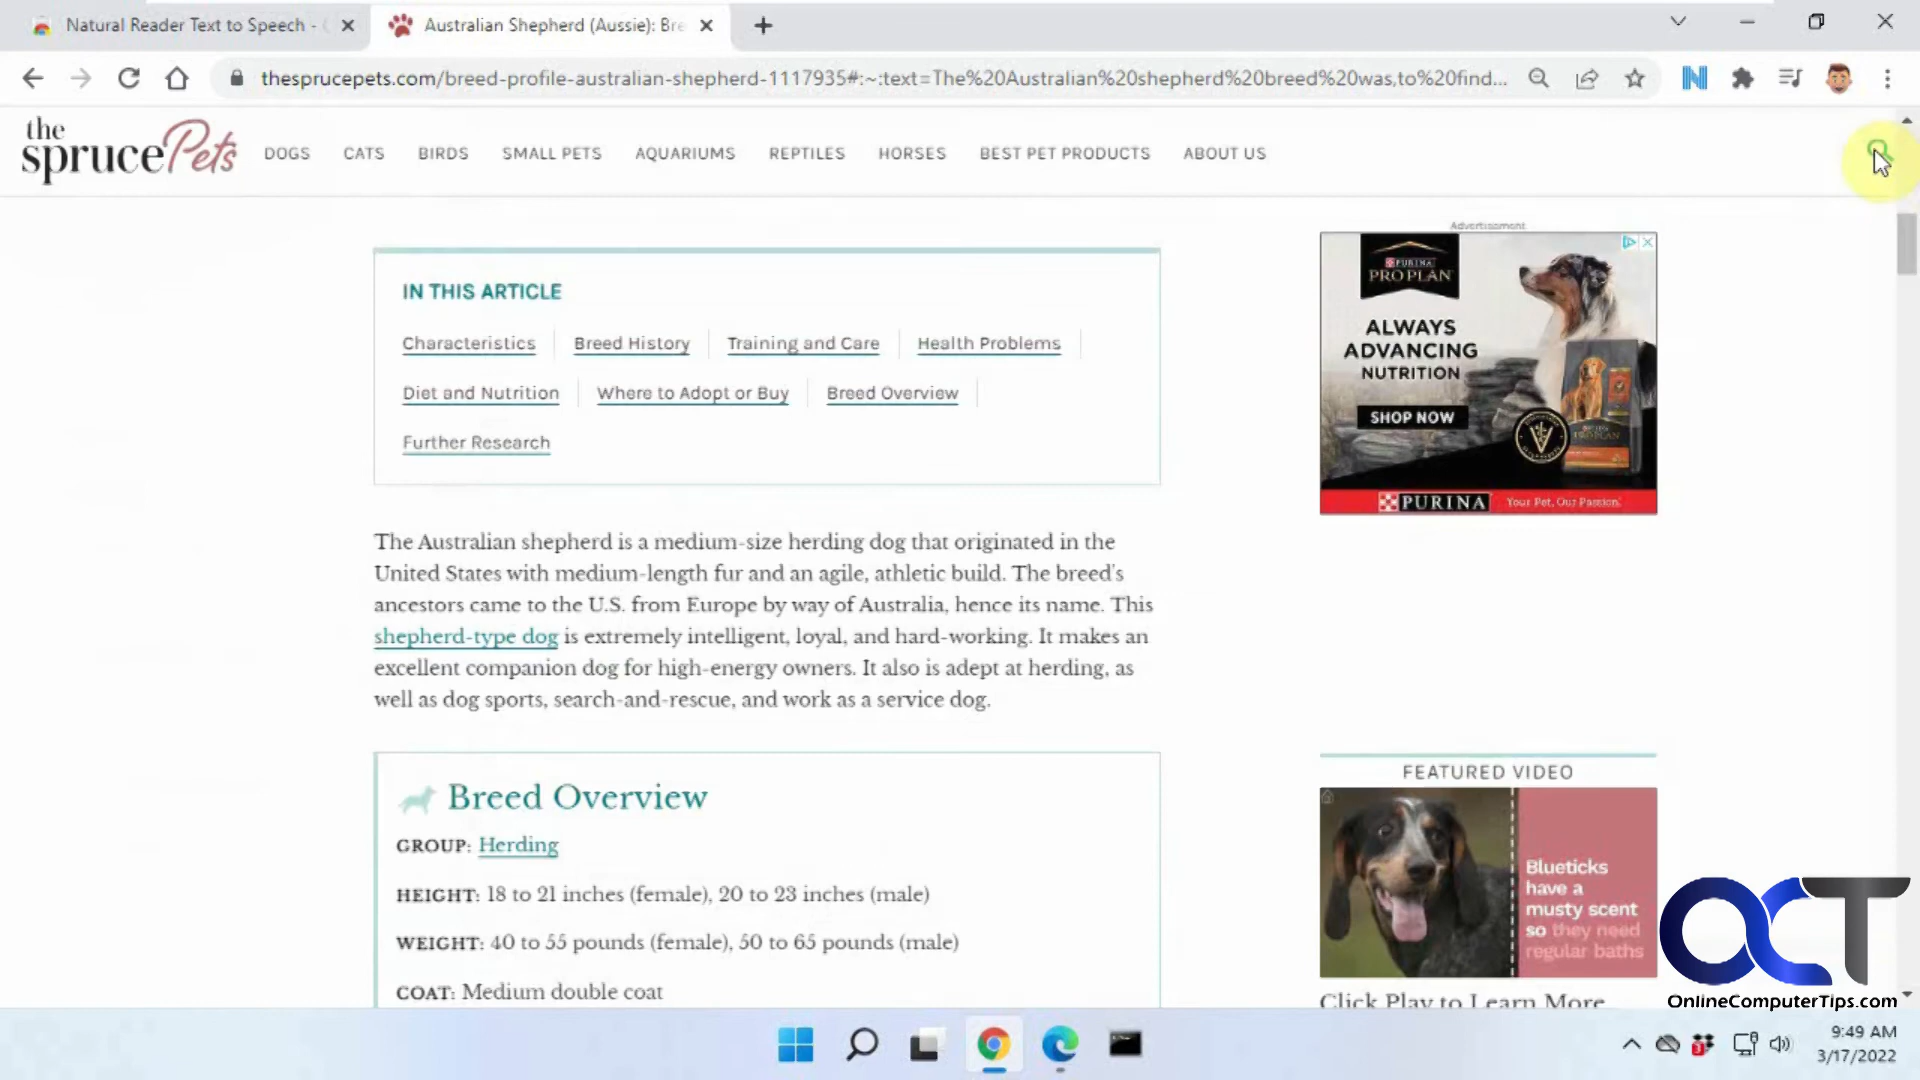 Natural Reader Text to Speech -
Australian Shepherd (Aussie): Bre
thesprucepets.com/breed-profile-australian-shepherd-1117935#:~:text=The%20Australian%20shepherd%20breed%20was,to%20find...
the
sprucePets
DOGS CATS BIRDS SMALL PETS AQUARIUMS REPTILES HORSES BEST PET PRODUCTS ABOUT US
Advertisement
IN THIS ARTICLE
Characteristics Breed History Training and Care Health Problems
Diet and Nutrition Where to Adopt or Buy Breed Overview
Further Research
PURINA
PRO PLAN
ALWAYS
ADVANCING
NUTRITION
SHOP NOW
PURINA Your Pet, Our Passion.
The Australian shepherd is a medium-size herding dog that originated in the
United States with medium-length fur and an agile, athletic build. The breed's
ancestors came to the U.S. from Europe by way of Australia, hence its name. This
shepherd-type dog is extremely intelligent, loyal, and hard-working. It makes an
excellent companion dog for high-energy owners. It also is adept at herding, as
well as dog sports, search-and-rescue, and work as a service dog.
Breed Overview
GROUP: Herding
HEIGHT: 18 to 21 inches (female), 20 to 23 inches (male)
WEIGHT: 40 to 55 pounds (female), 50 to 65 pounds (male)
COAT: Medium double coat
FEATURED VIDEO
Blueticks
have a
musty scent
so they need
regular baths
Click Play to Learn More
OCT
OnlineComputerTips.com
3
9:49 AM
3/17/2022